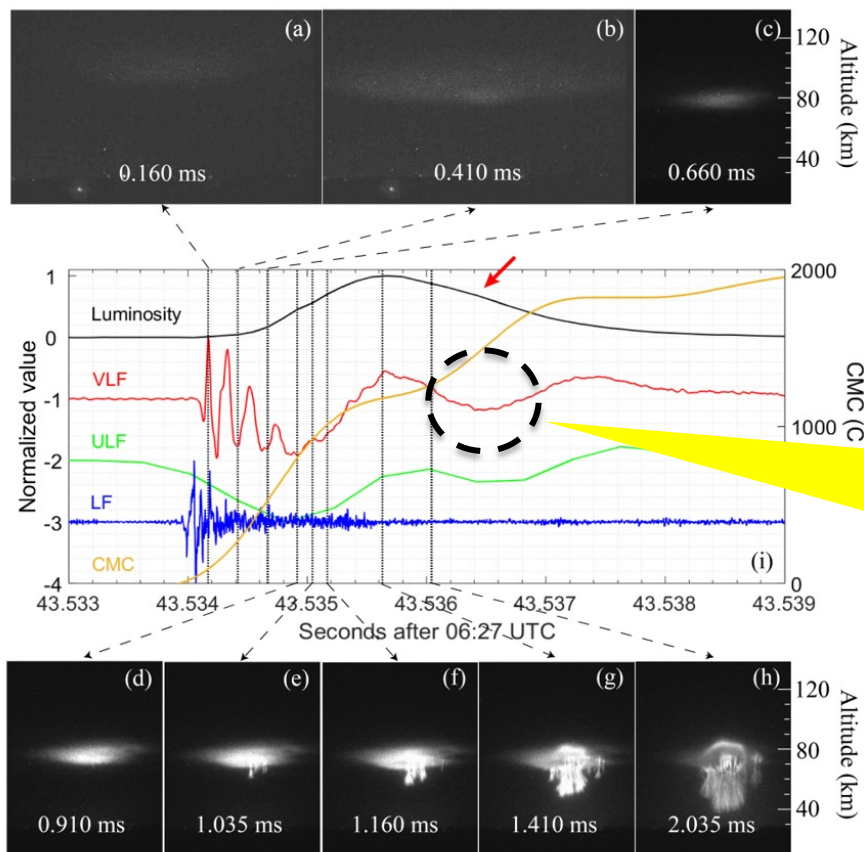 (a)
(b)
(c)
0.160 ms
0.410 ms
0.660 ms
120
80
40
Altitude (km)
1
0
-1
-2
-3
-4
Normalized value
Luminosity
VLF
ULF
LF
CMC
(i)
2000
1000
0
CMC (C
43.533
43.534
43.535
43.536
43.537
43.538
43.539
Seconds after 06:27 UTC
(d)
(e)
(f)
(g)
(h)
0.910 ms
1.035 ms
1.160 ms
1.410 ms
2.035 ms
120
80
40
Altitude (km)